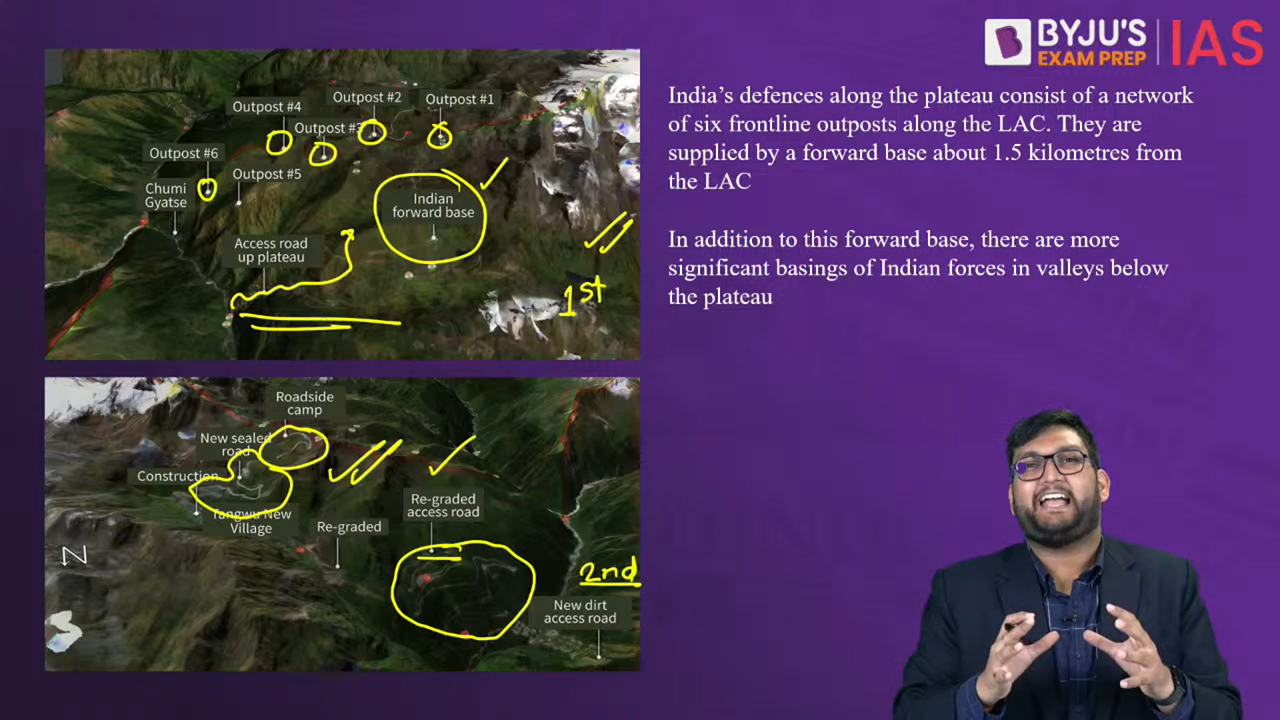 BYJU'S
EXAM PREP
IAS
India's defences along the plateau consist of a network
of six frontline outposts along the LAC. They are
supplied by a forward base about 1.5 kilometres from
the LAC
In addition to this forward base, there are more
significant basings of Indian forces in valleys below
the plateau
Outpost #4
Outpost #2
Outpost #1
Outpost #3
Outpost #6
Outpost #5
Chumi
Gyatse
Indian
forward base
Access road
up plateau
1st
Roadside
camp
New sealed
road
Construction
Tangwu New
Village
Re-graded
Re-graded
access road
2nd
New dirt
access road
N
S